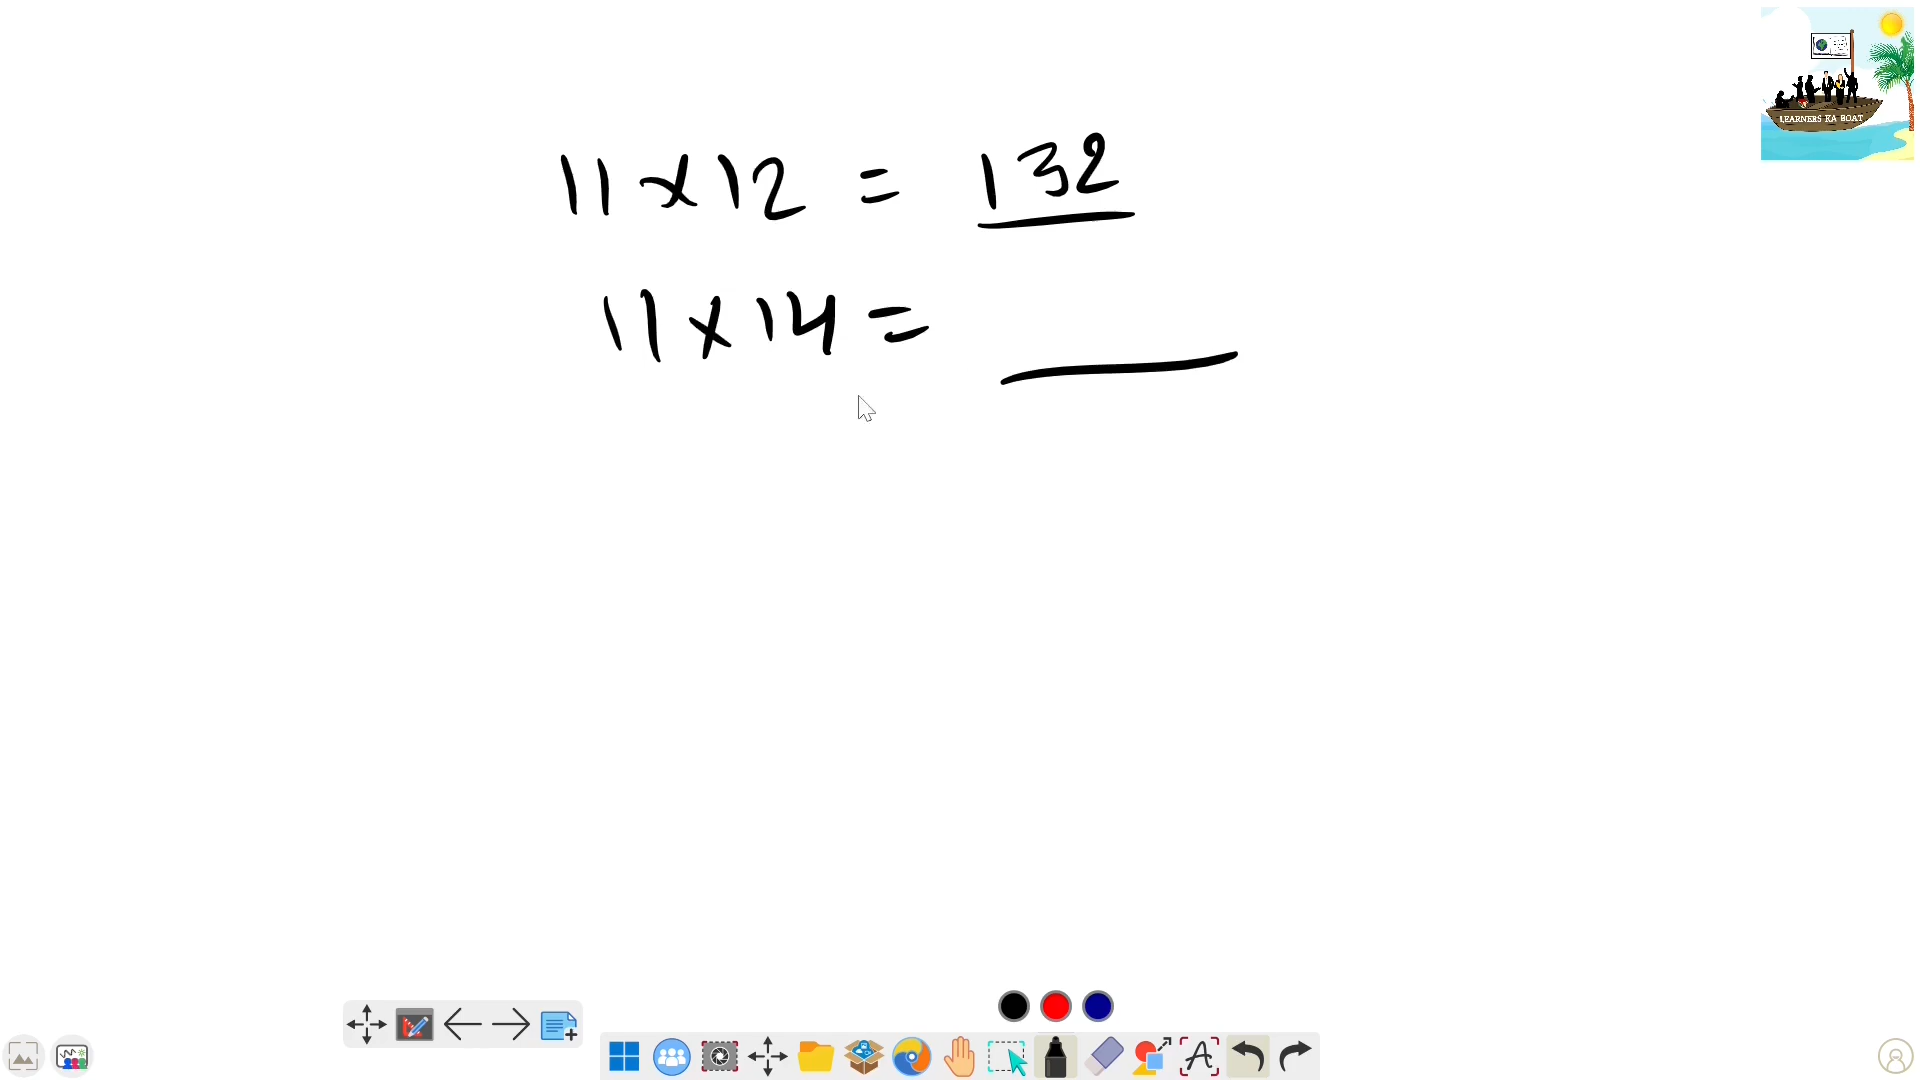 LEARNERS KA BOAT
11 x 12 = 132
11 x 14 =